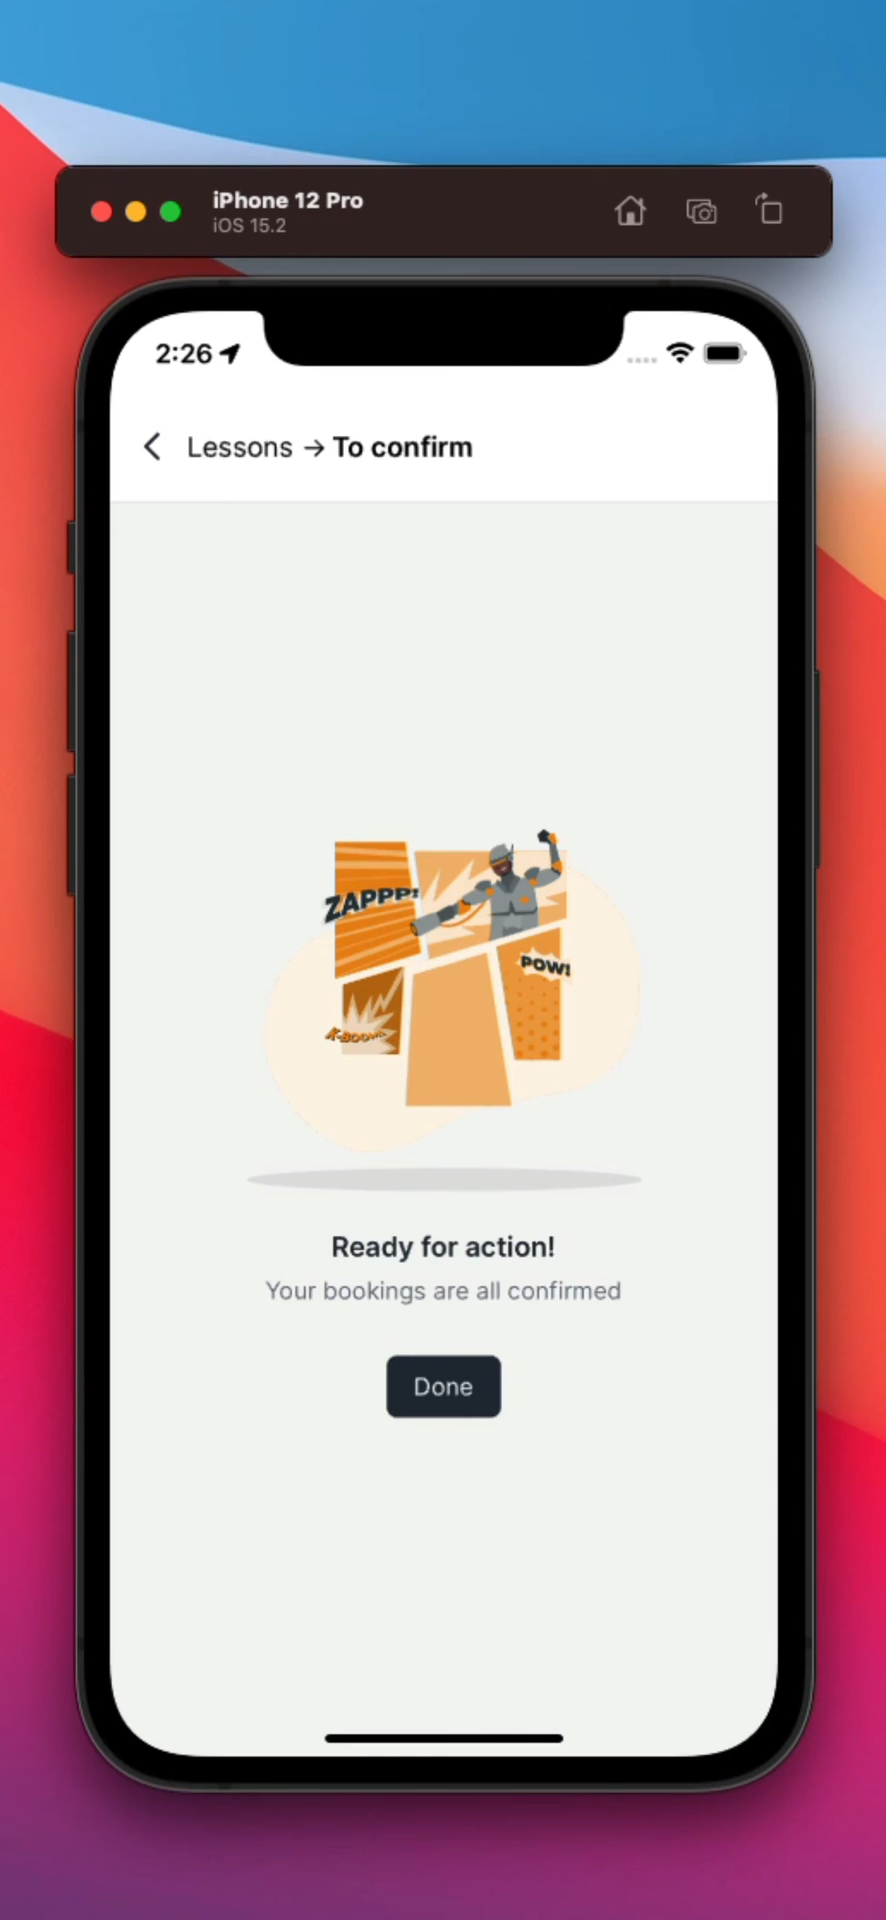 iPhone 12 Pro
iOS 15.2
2:26
Lessons → To confirm
ZAPPP!
POW!
K-BOOM!
Ready for action!
Your bookings are all confirmed
Done